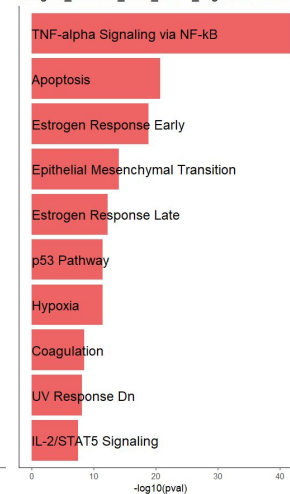 TNF-alpha Signaling via NF-kB
Apoptosis
Estrogen Response Early
Epithelial Mesenchymal Transition
Estrogen Response Late
p53 Pathway
Hypoxia
Coagulation
UV Response Dn
IL-2/STAT5 Signaling
0 10 20 30 40
-log10(pval)